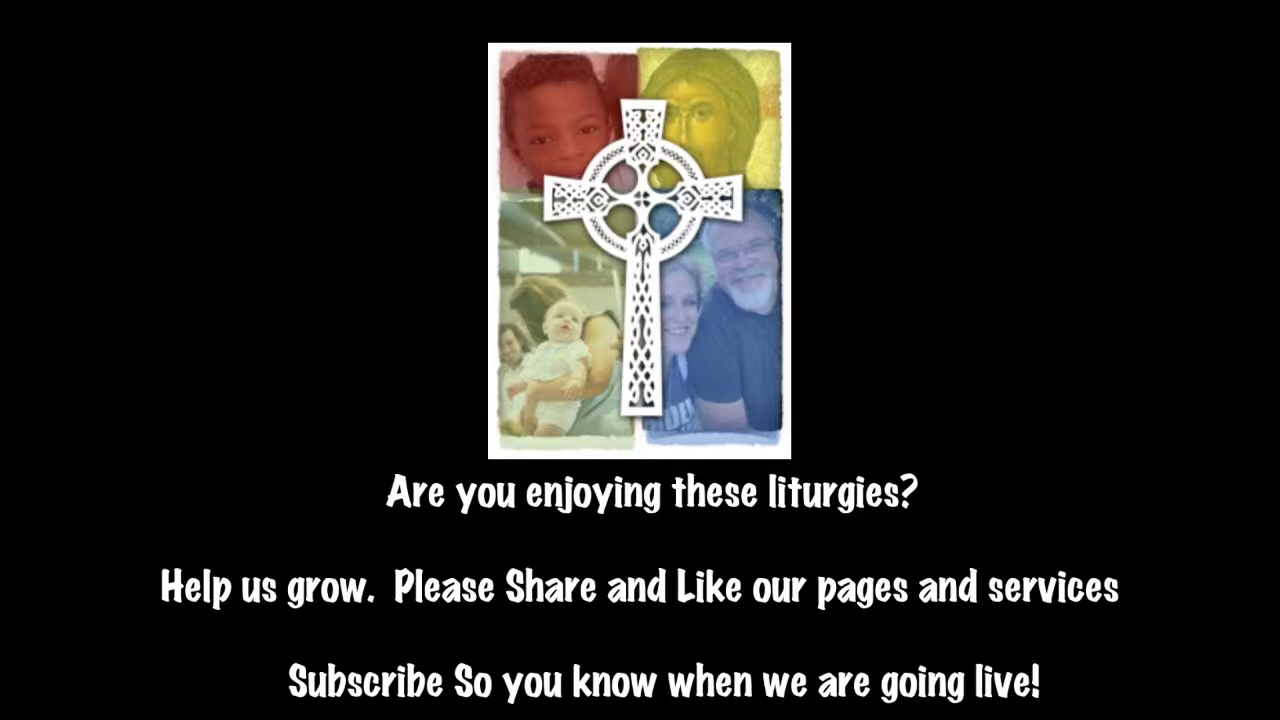 Are you enjoying these liturgies?
Help us grow.  Please Share and Like our pages and services
Subscribe So you know when we are going live!